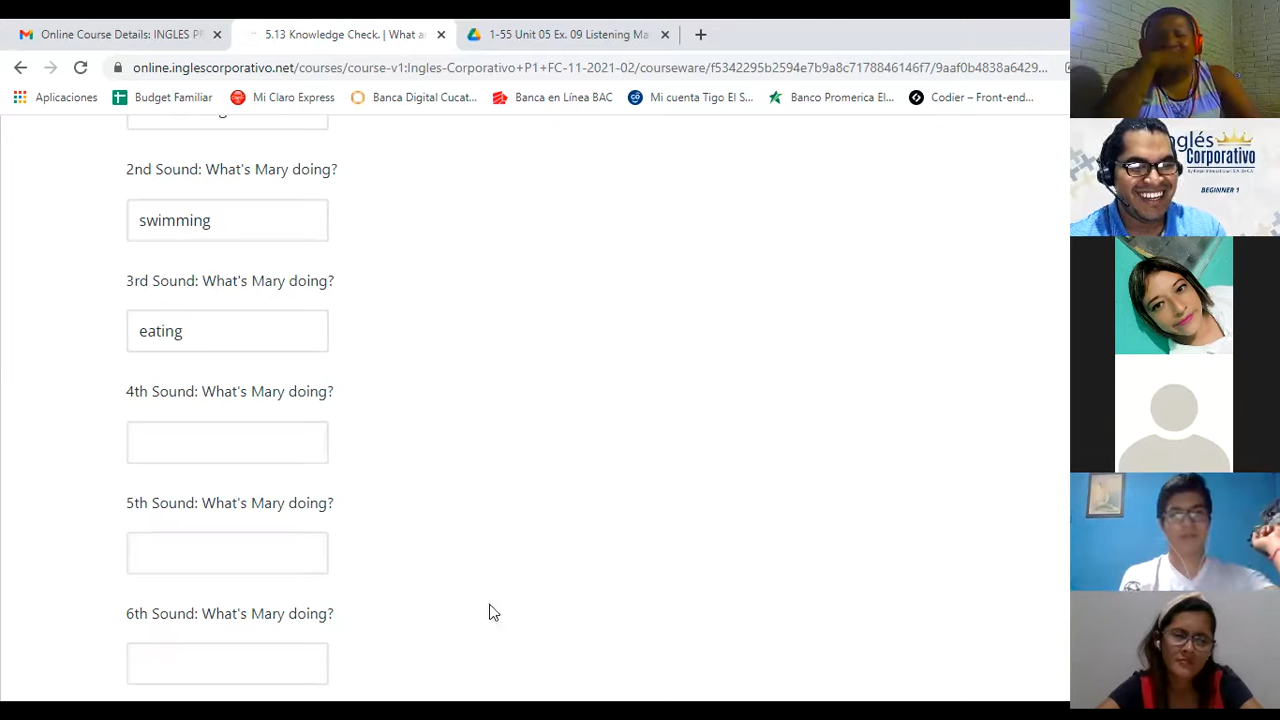 Online Course Details: INGLES P
5.13 Knowledge Check. | What a
1-55 Unit 05 Ex. 09 Listening Ma
online.inglescorporativo.net/courses/course-v1:Ingles-Corporativo+P1+FC-11-2021-02/courseware/f5342295b2594e7b9a8c7178846146f7/9aaf0b4838a6429...
Aplicaciones
Budget Familiar
Mi Claro Express
Banca Digital Cucat...
Banca en Línea BAC
Mi cuenta Tigo El S...
Banco Promerica El...
Codier – Front-end...
2nd Sound: What's Mary doing?
swimming
3rd Sound: What's Mary doing?
eating
4th Sound: What's Mary doing?
5th Sound: What's Mary doing?
6th Sound: What's Mary doing?
Corporativo
BEGINNER 1